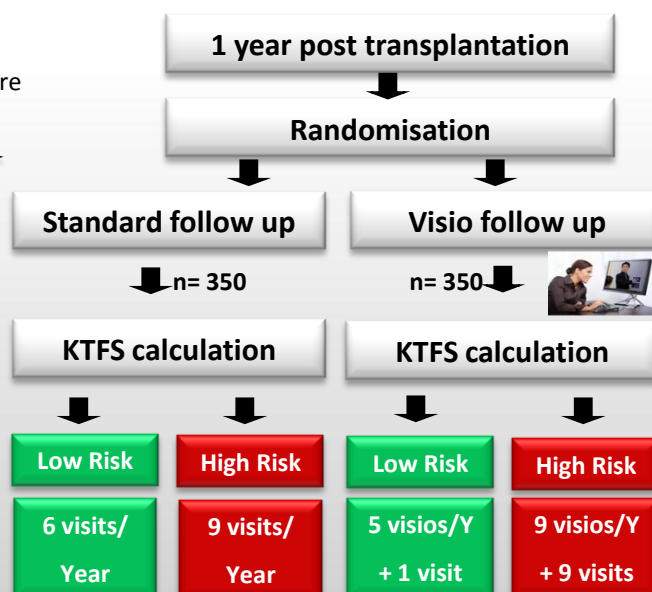 1 year post transplantation
re
Randomisation
Standard follow up
Visio follow up
n= 350
n= 350
KTFS calculation
KTFS calculation
Low Risk
High Risk
Low Risk
High Risk
6 visits/
Year
9 visits/
Year
5 visios/Y
+ 1 visit
9 visios/Y
+ 9 visits